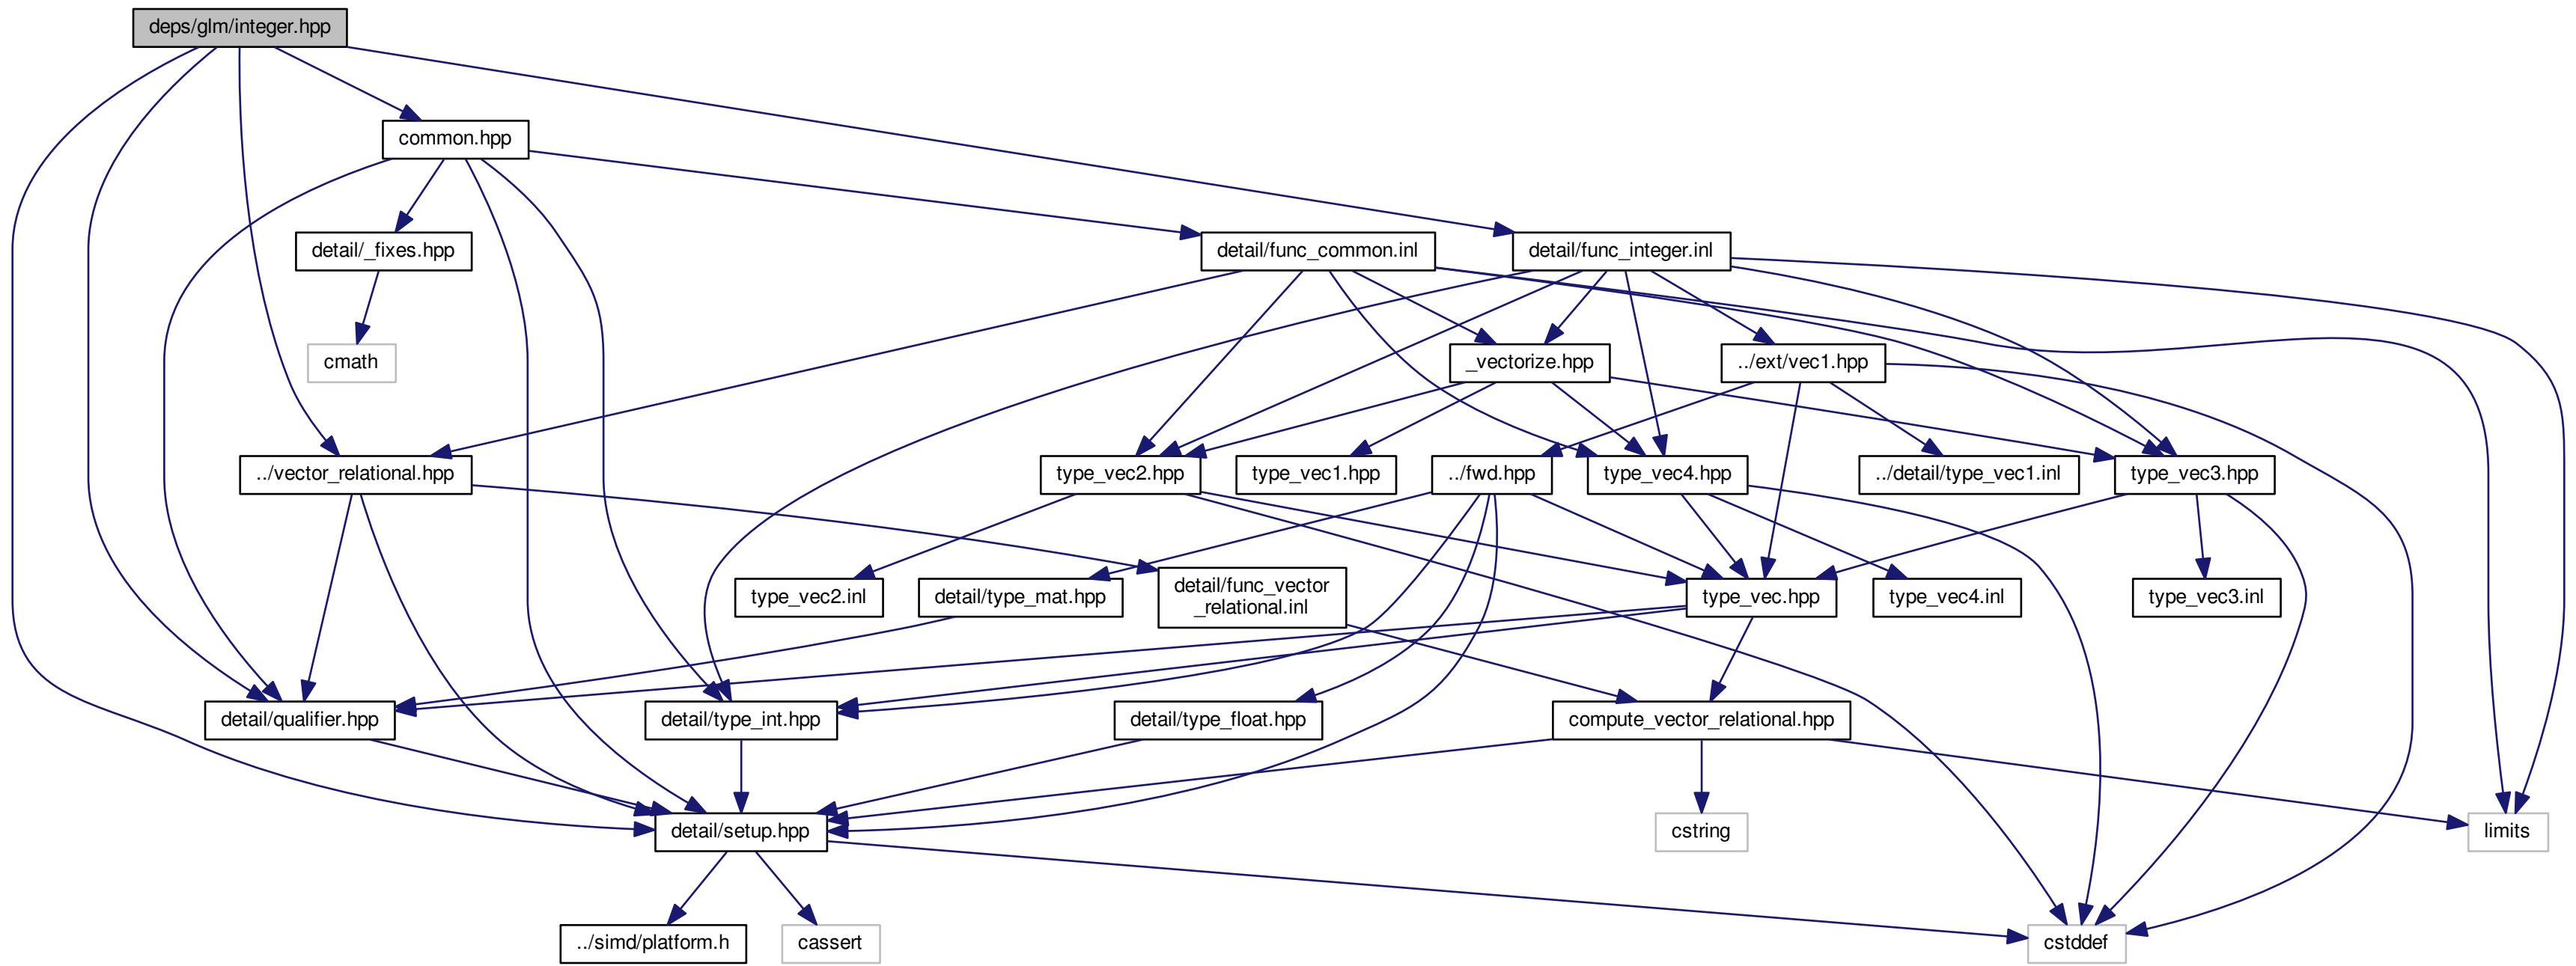 deps/glm/integer.hpp
common.hpp
detail/_fixes.hpp
detail/func_common.inl
detail/func_integer.inl
cmath
_vectorize.hpp
../ext/vec1.hpp
../vector_relational.hpp
type_vec2.hpp
type_vec1.hpp
../fwd.hpp
type_vec4.hpp
../detail/type_vec1.inl
type_vec3.hpp
type_vec2.inl
detail/type_mat.hpp
detail/func_vector
_relational.inl
type_vec.hpp
type_vec4.inl
type_vec3.inl
detail/qualifier.hpp
detail/type_int.hpp
detail/type_float.hpp
compute_vector_relational.hpp
detail/setup.hpp
cstring
limits
../simd/platform.h
cassert
cstddef